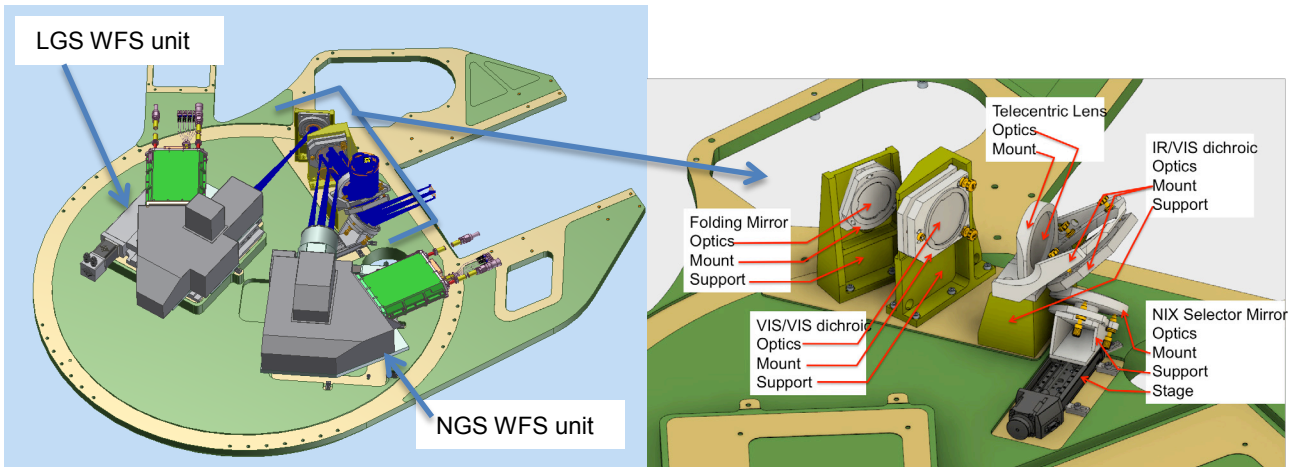 LGS WFS unit
NGS WFS unit
Telecentric Lens
Optics
Mount
IR/VIS dichroic
Optics
Mount
Support
Folding Mirror
Optics
Mount
Support
VIS/VIS dichroic
Optics
Mount
Support
NIX Selector Mirror
Optics
Mount
Support
Stage